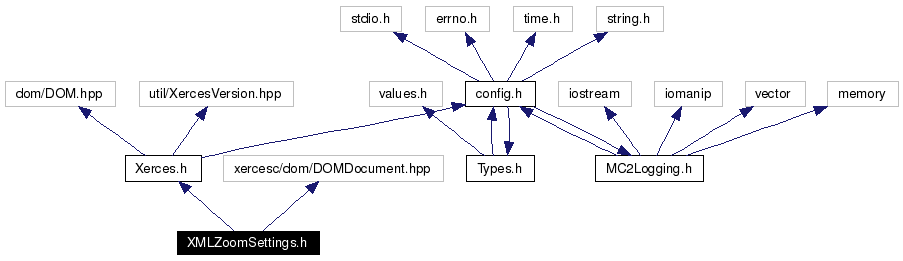 stdio.h
errno.h
time.h
string.h
dom/DOM.hpp
util/XercesVersion.hpp
values.h
config.h
iostream
iomanip
vector
memory
Xerces.h
xercesc/dom/DOMDocument.hpp
Types.h
MC2Logging.h
XMLZoomSettings.h